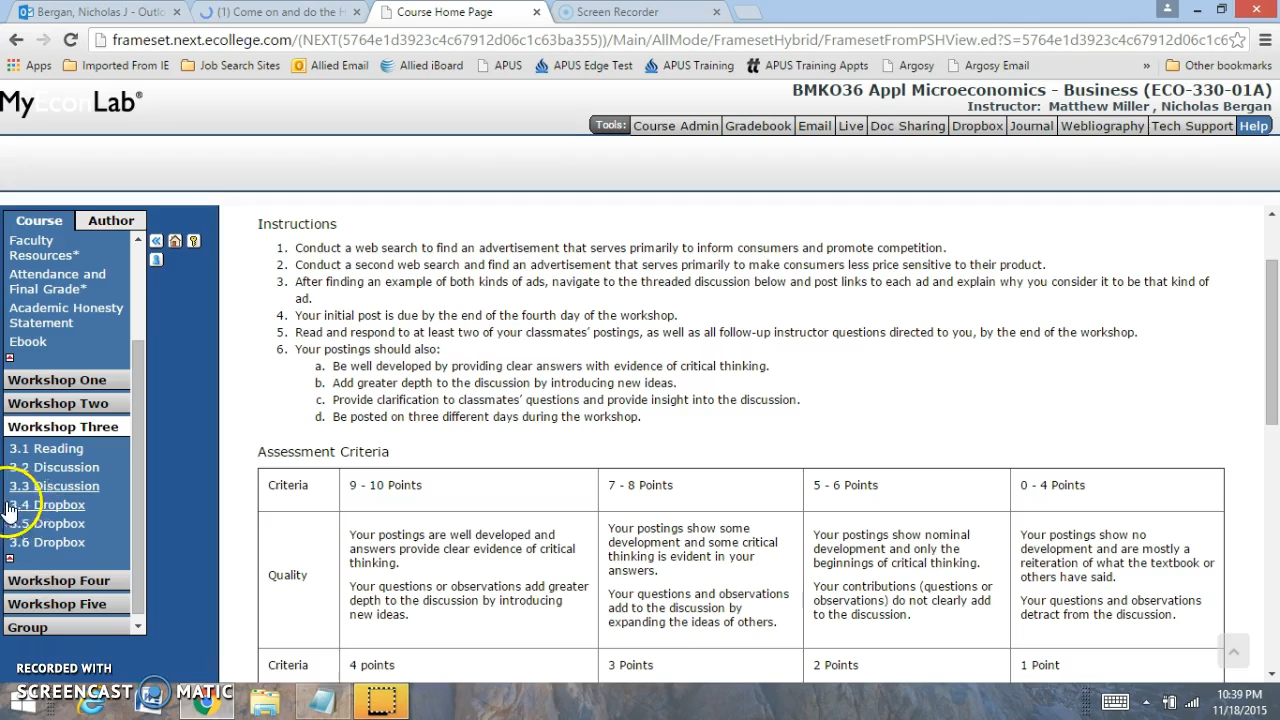 Bergan, Nicholas J - Outlo
(1) Come on and do the H
Course Home Page
Screen Recorder
frameset.next.ecollege.com/(NEXT(5764e1d3923c4c67912d06c63ba355))/Main/AllMode/FramesetHybrid/FramesetFromPSHView.ed?S=5764e1d3923c4c67912d06c1c6
Apps
Imported From IE
Job Search Sites
Allied Email
Allied iBoard
APUS
APUS Edge Test
APUS Training
APUS Training Appts
Argosy
Argosy Email
»
Other bookmarks
MyEconLab®
BMKO36 Appl Microeconomics - Business (ECO-330-01A)
Instructor: Matthew Miller , Nicholas Bergan
Tools: Course Admin Gradebook Email Live Doc Sharing Dropbox Journal Webliography Tech Support Help
Course Author
Faculty
Resources*
Attendance and
Final Grade*
Academic Honesty
Statement
Ebook
Workshop One
Workshop Two
Workshop Three
3.1 Reading
3.2 Discussion
3.3 Discussion
3.4 Dropbox
3.5 Dropbox
3.6 Dropbox
Workshop Four
Workshop Five
Group
Instructions
1. Conduct a web search to find an advertisement that serves primarily to inform consumers and promote competition.
2. Conduct a second web search and find an advertisement that serves primarily to make consumers less price sensitive to their product.
3. After finding an example of both kinds of ads, navigate to the threaded discussion below and post links to each ad and explain why you consider it to be that kind of
ad.
4. Your initial post is due by the end of the fourth day of the workshop.
5. Read and respond to at least two of your classmates' postings, as well as all follow-up instructor questions directed to you, by the end of the workshop.
6. Your postings should also:
a. Be well developed by providing clear answers with evidence of critical thinking.
b. Add greater depth to the discussion by introducing new ideas.
c. Provide clarification to classmates' questions and provide insight into the discussion.
d. Be posted on three different days during the workshop.
Assessment Criteria
Criteria
9 - 10 Points
7 - 8 Points
5 - 6 Points
0 - 4 Points
Quality
Your postings are well developed and
answers provide clear evidence of critical
thinking.
Your questions or observations add greater
depth to the discussion by introducing
new ideas.
Your postings show some
development and some critical
thinking is evident in your
answers.
Your questions and observations
add to the discussion by
expanding the ideas of others.
Your postings show nominal
development and only the
beginnings of critical thinking.
Your contributions (questions or
observations) do not clearly add
to the discussion.
Your postings show no
development and are mostly a
reiteration of what the textbook or
others have said.
Your questions and observations
detract from the discussion.
Criteria
4 points
3 Points
2 Points
1 Point
RECORDED WITH
SCREENCAST MATIC
10:39 PM
11/18/2015